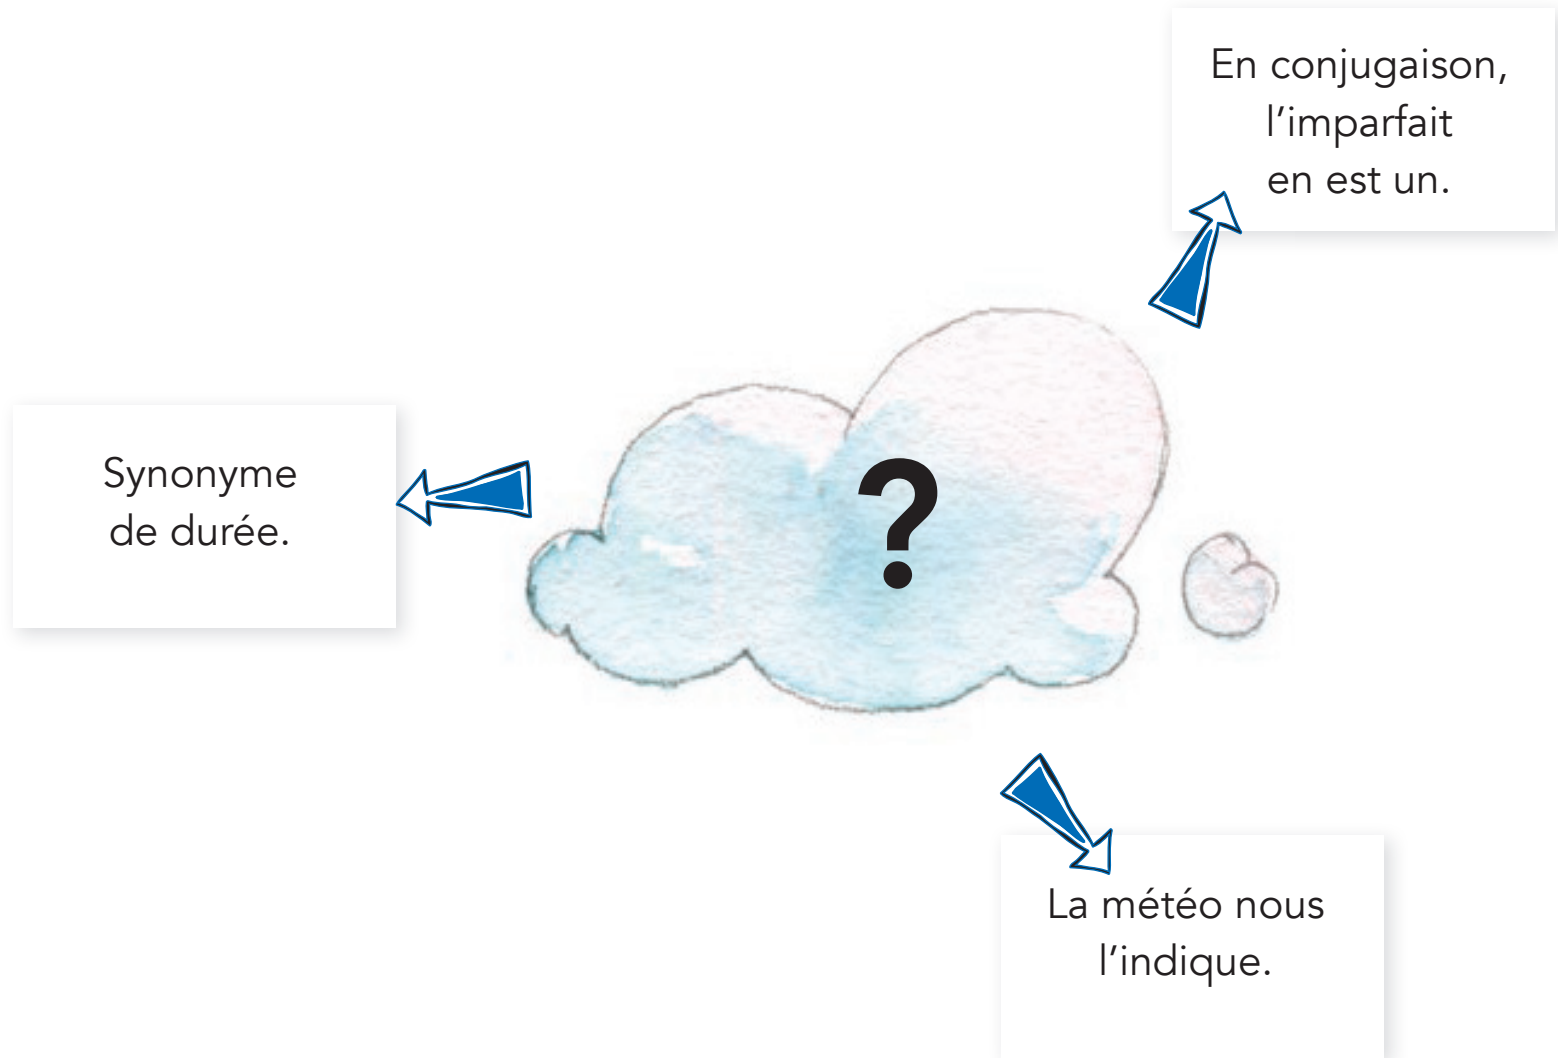 En conjugaison,
l’imparfait
en est un.
Synonyme
de durée.
?
La météo nous
l’indique.